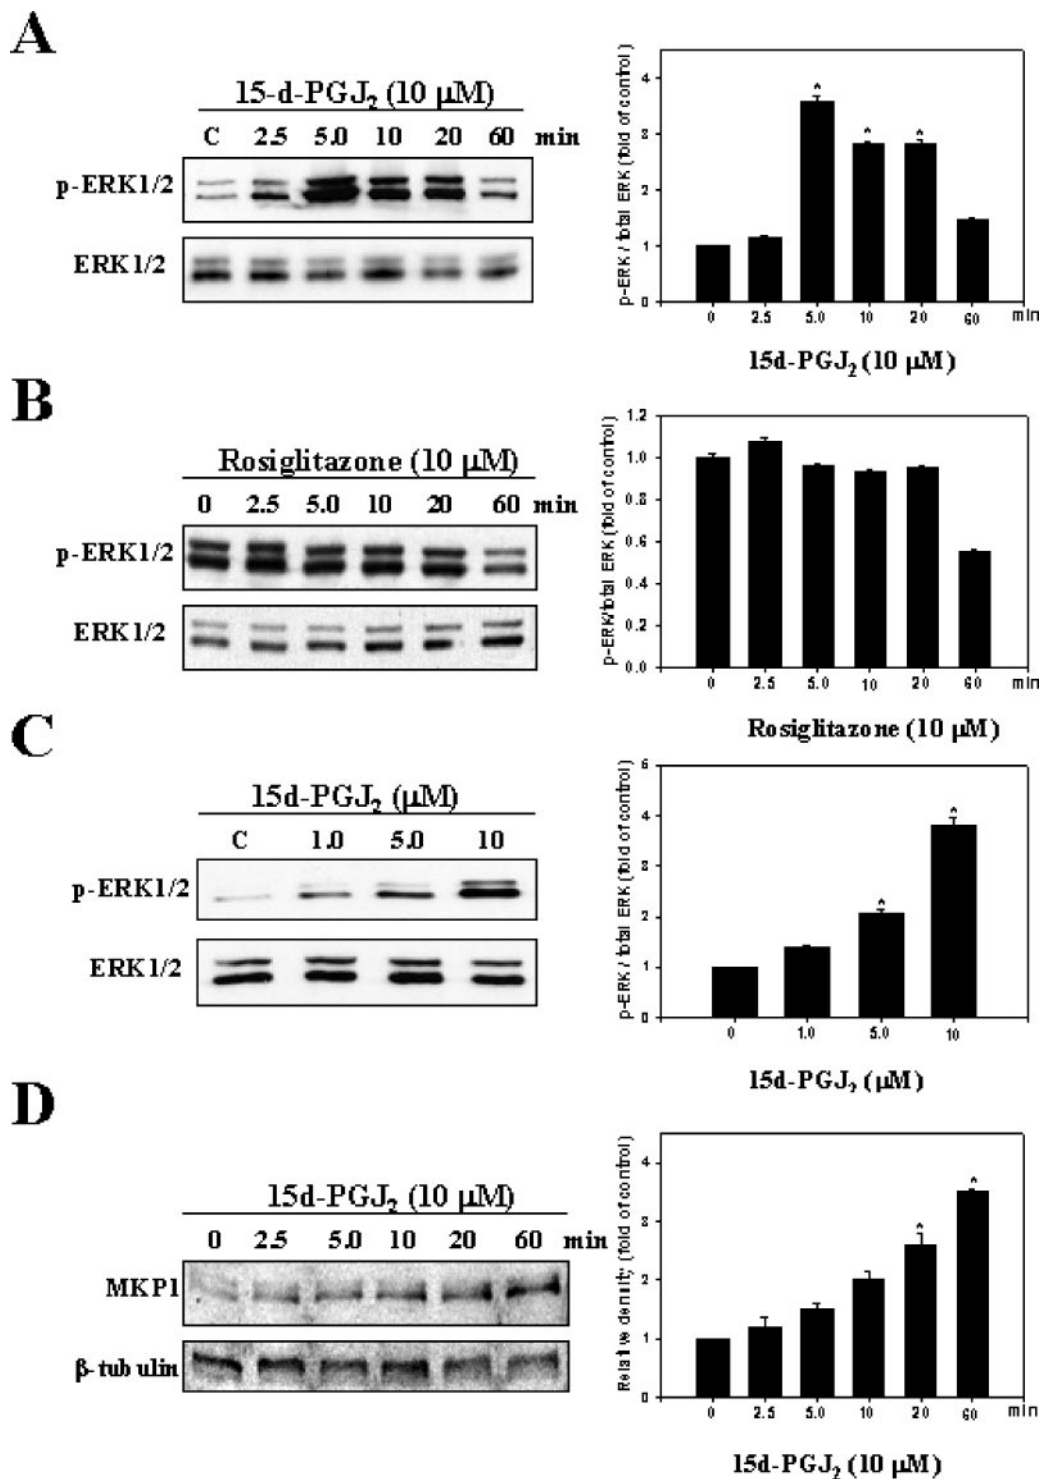 A
15-d-PGJ2 (10 μM)
C 2.5 5.0 10 20 60 min
p-ERK1/2
ERK1/2
p-ERK / total ERK (fold of control)
4
3
2
1
0
0 2.5 5.0 10 20 60 min
15d-PGJ2 (10 μM)
* * *
B
Rosiglitazone (10 μM)
0 2.5 5.0 10 20 60 min
p-ERK1/2
ERK1/2
p-ERK/total ERK (fold of control)
1.2
1.0
0.8
0.6
0.4
0.2
0.0
0 2.5 5.0 10 20 60 min
Rosiglitazone (10 μM)
C
15d-PGJ2 (μM)
C 1.0 5.0 10
p-ERK1/2
ERK1/2
p-ERK / total ERK (fold of control)
5
4
3
2
1
0
* *
0 1.0 5.0 10
15d-PGJ2 (μM)
D
15d-PGJ2 (10 μM)
0 2.5 5.0 10 20 60 min
MKP1
β-tubulin
Relative density (fold of control)
4
3
2
1
0
* *
0 2.5 5.0 10 20 60 min
15d-PGJ2 (10 μM)